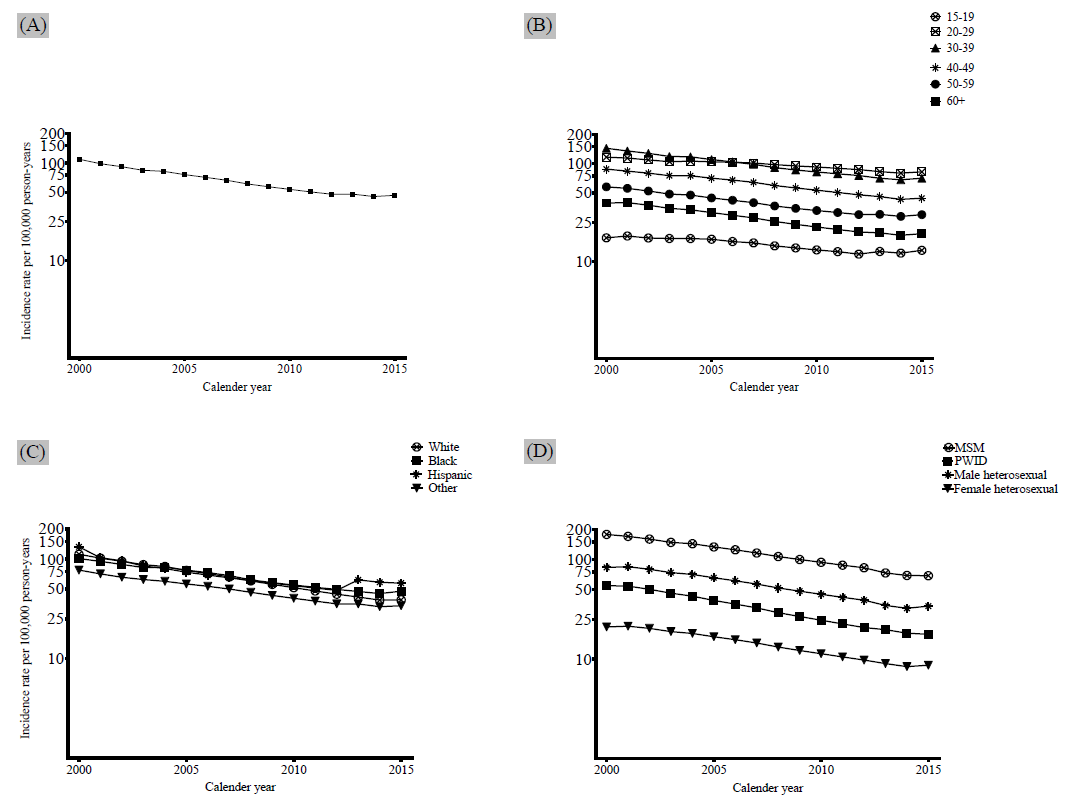 (A)
200
150
100
75
50
25
10
Incidence rate per 100,000 person-years
2000 2005 2010 2015
Calender year
(B)
15-19
20-29
30-39
40-49
50-59
60+
200
150
100
75
50
25
10
2000 2005 2010 2015
Calender year
(C)
White
Black
Hispanic
Other
200
150
100
75
50
25
10
Incidence rate per 100,000 person-years
2000 2005 2010 2015
Calender year
(D)
MSM
PWID
Male heterosexual
Female heterosexual
200
150
100
75
50
25
10
2000 2005 2010 2015
Calender year